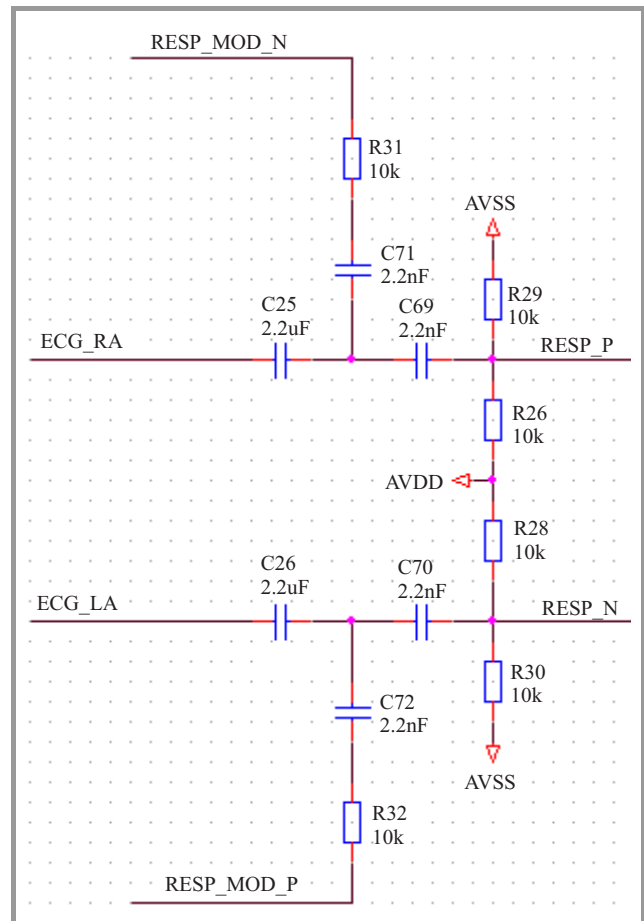 RESP_MOD_N
R31
10k
AVSS
C71
2.2nF
R29
10k
C25
2.2uF
C69
2.2nF
ECG_RA
RESP_P
R26
10k
AVDD
R28
10k
C26
2.2uF
C70
2.2nF
ECG_LA
RESP_N
R30
10k
C72
2.2nF
AVSS
R32
10k
RESP_MOD_P